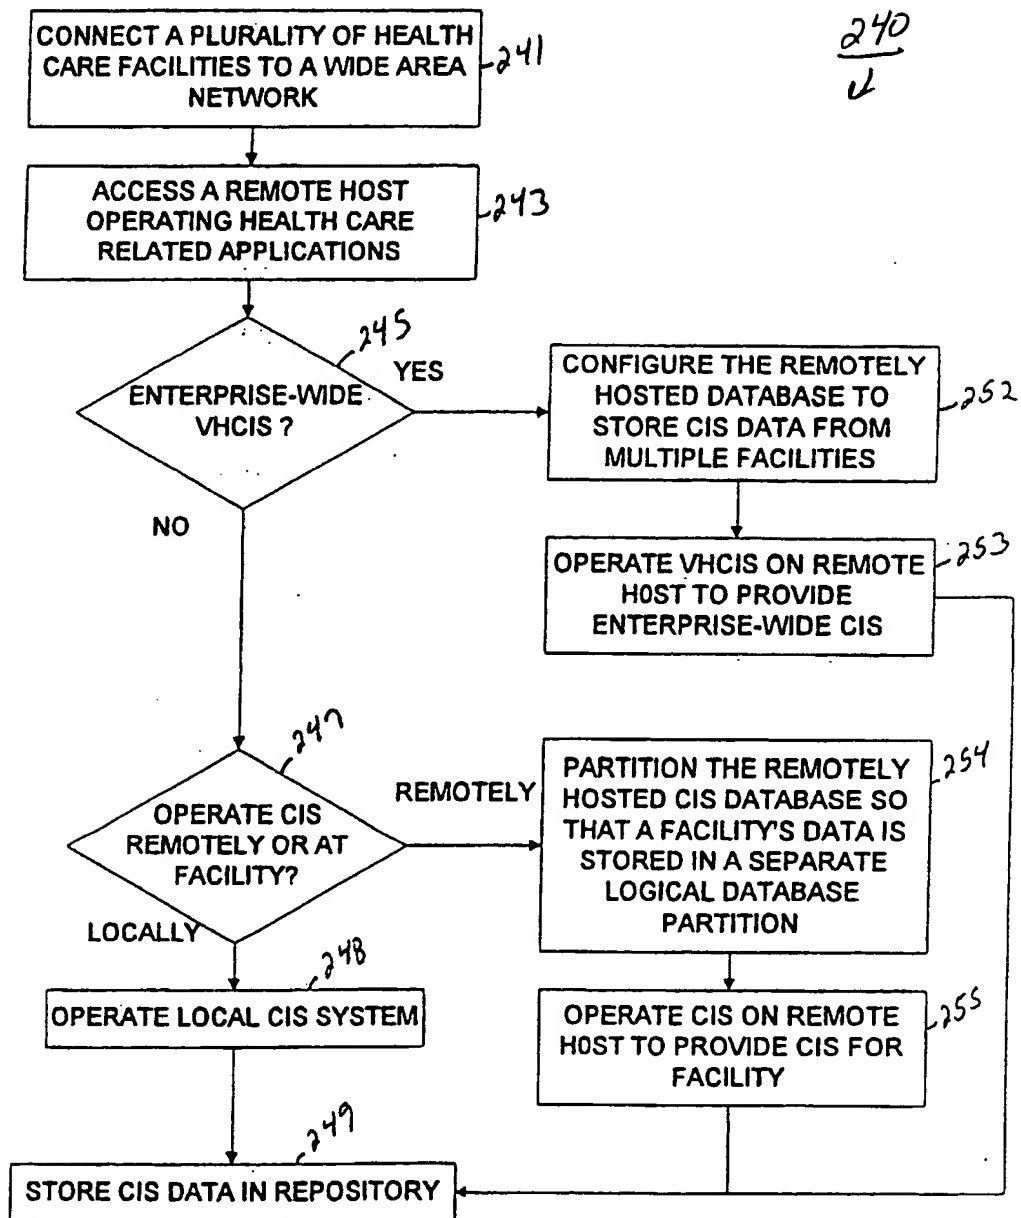 CONNECT A PLURALITY OF HEALTH
CARE FACILITIES TO A WIDE AREA
NETWORK
241
240
ACCESS A REMOTE HOST
OPERATING HEALTH CARE
RELATED APPLICATIONS
243
245
ENTERPRISE-WIDE
VHCIS ?
YES
NO
CONFIGURE THE REMOTELY
HOSTED DATABASE TO
STORE CIS DATA FROM
MULTIPLE FACILITIES
252
OPERATE VHCIS ON REMOTE
HOST TO PROVIDE
ENTERPRISE-WIDE CIS
253
247
OPERATE CIS
REMOTELY OR AT
FACILITY?
REMOTELY
LOCALLY
PARTITION THE REMOTELY
HOSTED CIS DATABASE SO
THAT A FACILITY'S DATA IS
STORED IN A SEPARATE
LOGICAL DATABASE
PARTITION
254
248
OPERATE LOCAL CIS SYSTEM
OPERATE CIS ON REMOTE
HOST TO PROVIDE CIS FOR
FACILITY
255
249
STORE CIS DATA IN REPOSITORY